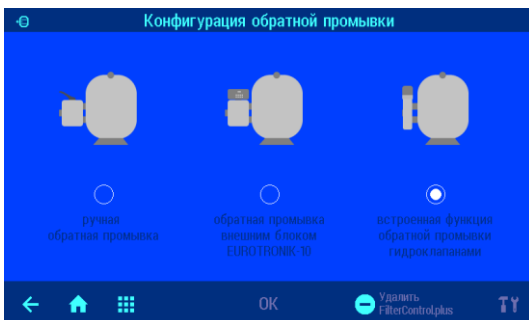 Конфигурация обратной промывки
ручная
обратная промывка
обратная промывка
внешним блоком
EUROTRONIK-10
встроенная функция
обратной промывки
гидроклапанами
OK
Удалить
FilterControl.plus